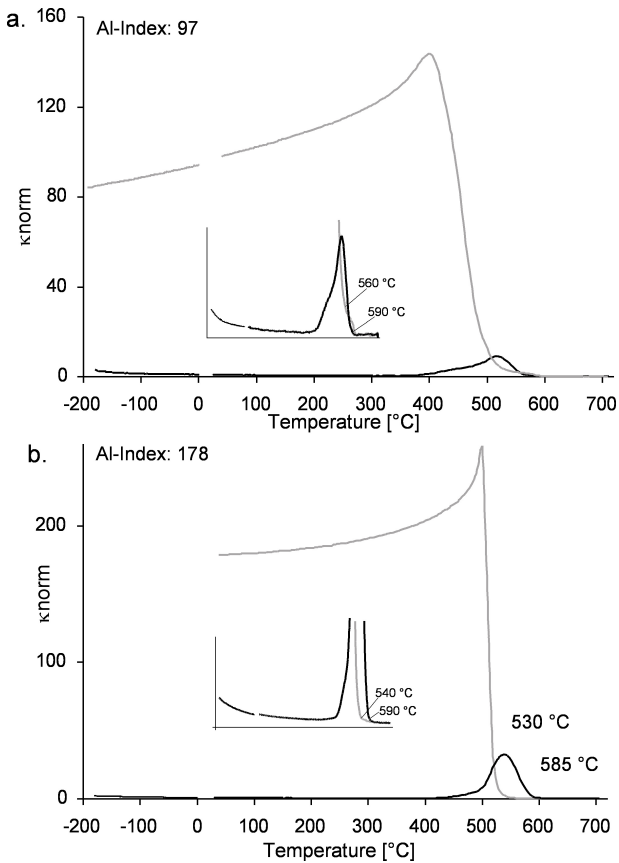 a.
Al-Index: 97
160
120
80
40
0
κnorm
560 °C
590 °C
-200 -100 0 100 200 300 400 500 600 700
Temperature [°C]
b.
Al-Index: 178
200
100
0
κnorm
540 °C
590 °C
530 °C
585 °C
-200 -100 0 100 200 300 400 500 600 700
Temperature [°C]